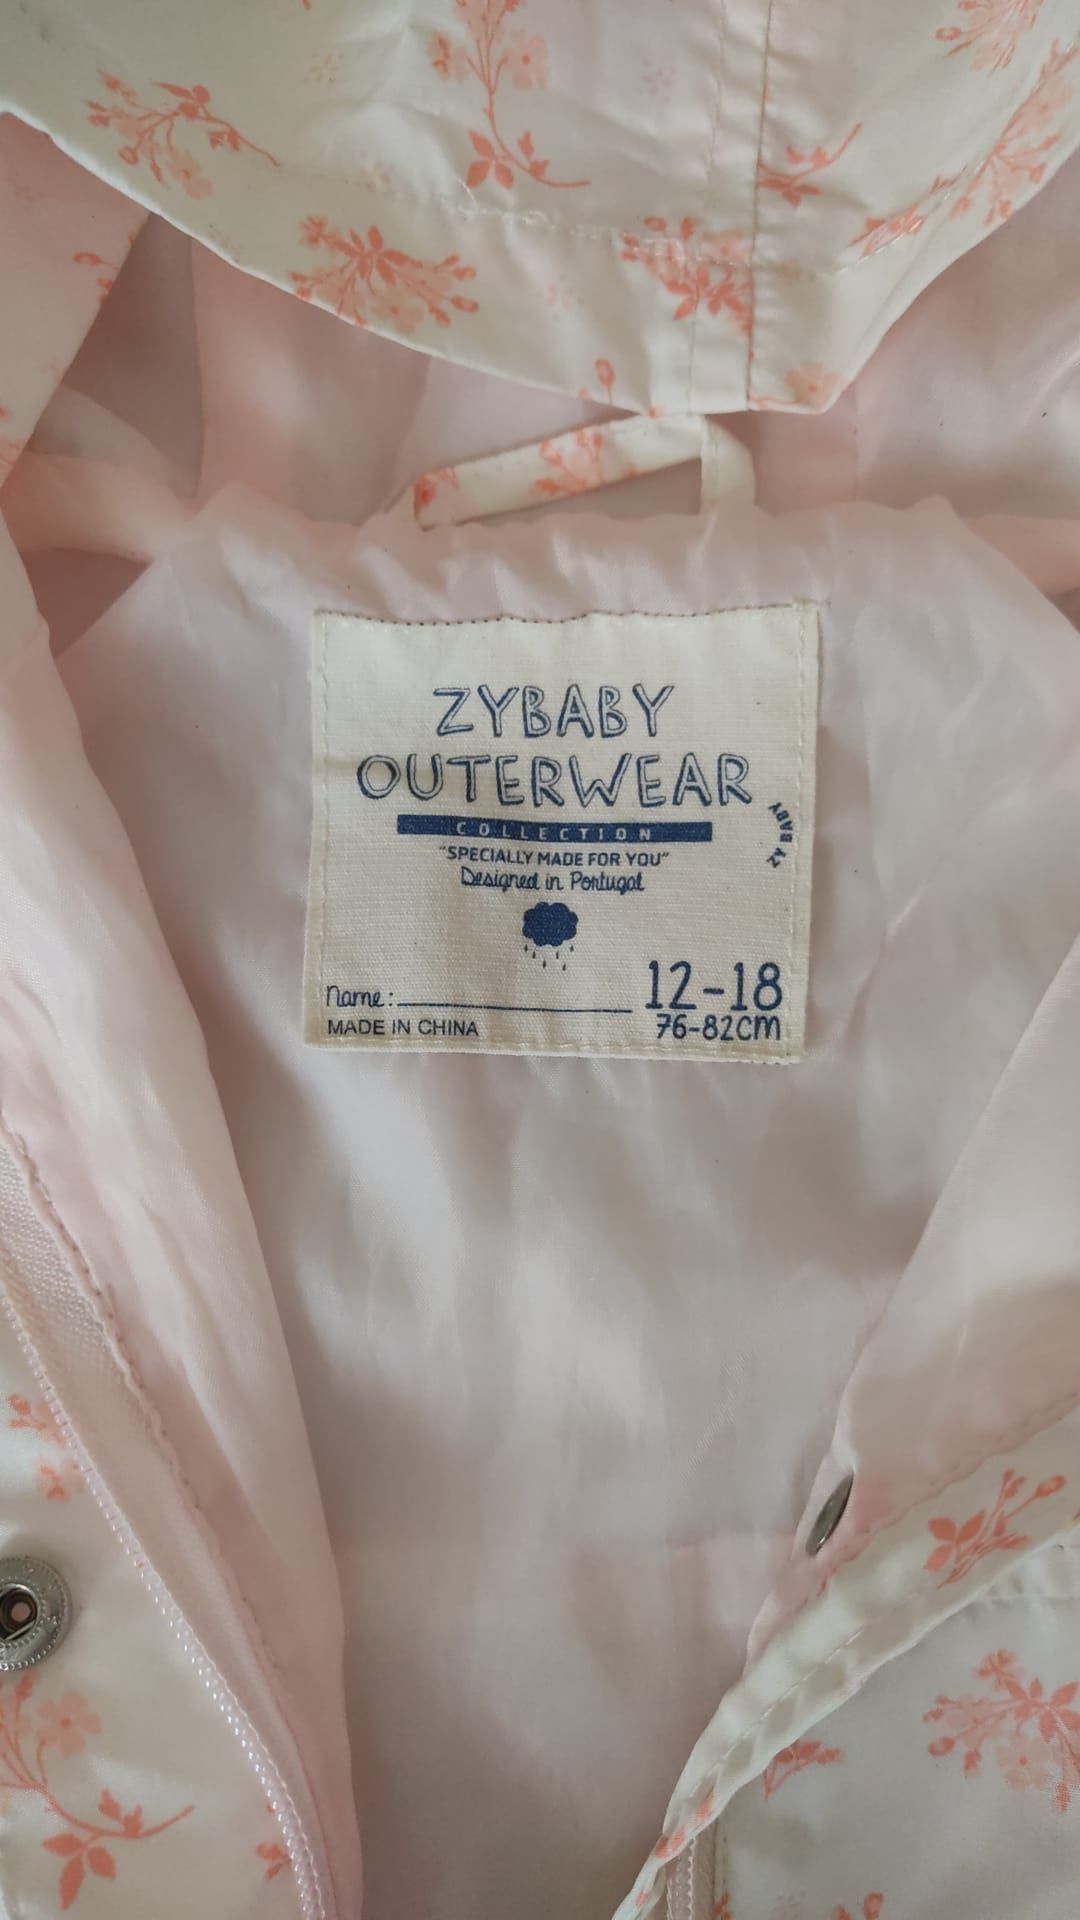 ZYBABY
OUTERWEAR
COLLECTION
ZY BABY
"SPECIALLY MADE FOR YOU"
Designed in Portugal
name:
12-18
MADE IN CHINA
76-82cm